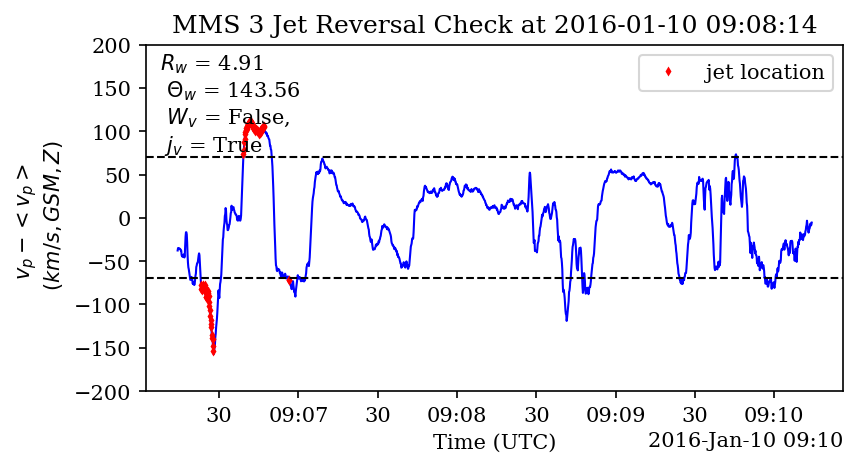 MMS 3 Jet Reversal Check at 2016-01-10 09:08:14
v_p − < v_p >
(km/s, GSM, Z)
200
150
100
50
0
−50
−100
−150
−200
R_w = 4.91
Θ_w = 143.56
W_v = False,
j_v = True
jet location
30 09:07 30 09:08 30 09:09 30 09:10
Time (UTC)
2016-Jan-10 09:10